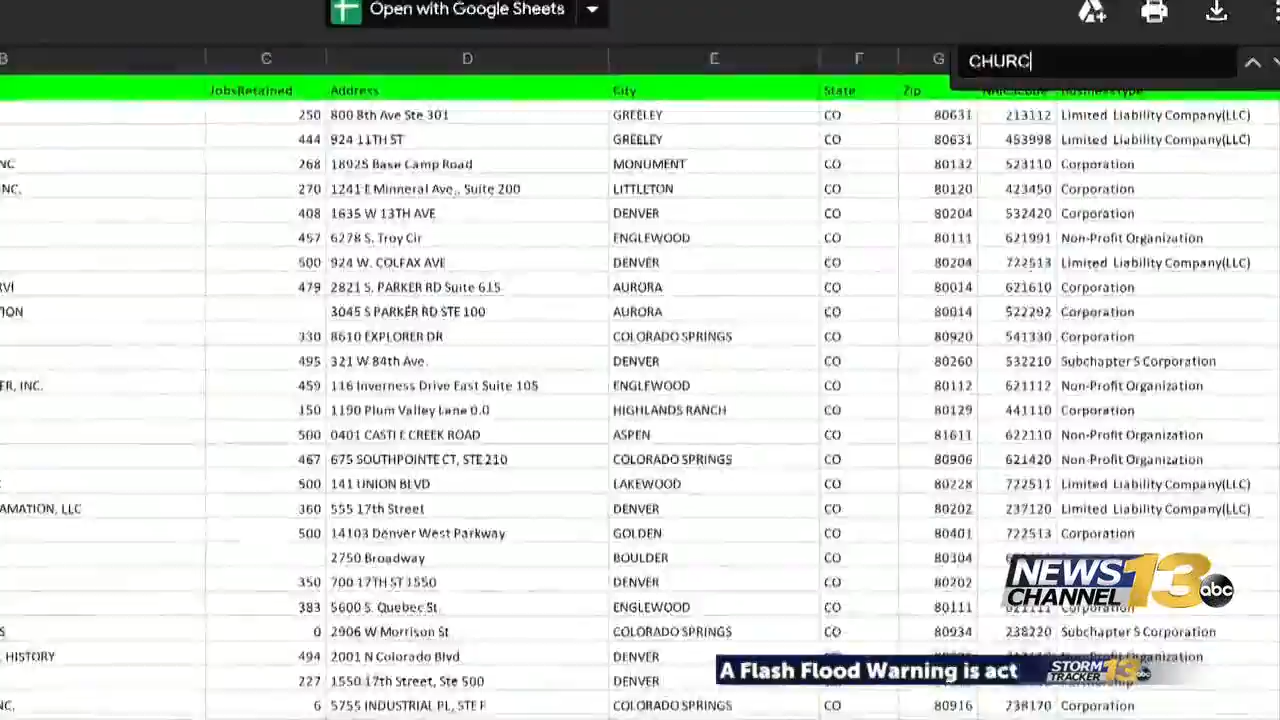 Open with Google Sheets
B C D E F G
CHURC
JobsRetained Address City State Zip
250 800 8th Ave Ste 301 GREELEY CO 80631 213112 Limited Liability Company(LLC)
444 924 11TH ST GREELEY CO 80631 453998 Limited Liability Company(LLC)
NC 268 18925 Base Camp Road MONUMENT CO 80132 523110 Corporation
NC. 270 1241 E Minneral Ave., Suite 200 LITTLETON CO 80120 423450 Corporation
408 1635 W 13TH AVE DENVER CO 80204 532420 Corporation
457 6278 S. Troy Cir ENGLEWOOD CO 80111 621991 Non-Profit Organization
500 924 W. COLFAX AVE DENVER CO 80204 722513 Limited Liability Company(LLC)
RVI 479 2821 S. PARKER RD Suite 615 AURORA CO 80014 621610 Corporation
ION 3045 S PARKER RD STE 100 AURORA CO 80014 522292 Corporation
330 8610 EXPLORER DR COLORADO SPRINGS CO 80920 541330 Corporation
495 321 W 84th Ave. DENVER CO 80260 532210 Subchapter S Corporation
ER, INC. 459 116 Inverness Drive East Suite 105 ENGLEWOOD CO 80112 621112 Non-Profit Organization
150 1190 Plum Valley Lane 0.0 HIGHLANDS RANCH CO 80129 441110 Corporation
500 0401 CASTLE CREEK ROAD ASPEN CO 81611 622110 Non-Profit Organization
467 675 SOUTHPOINTE CT, STE 210 COLORADO SPRINGS CO 80906 621420 Non-Profit Organization
500 141 UNION BLVD LAKEWOOD CO 80228 722511 Limited Liability Company(LLC)
AMATION, LLC 360 555 17th Street DENVER CO 80202 237120 Limited Liability Company(LLC)
500 14103 Denver West Parkway GOLDEN CO 80401 722513 Corporation
2750 Broadway BOULDER CO 80304
350 700 17TH ST 1550 DENVER CO 80202
383 5600 S. Quebec St ENGLEWOOD CO 80111 Corporation
S 0 2906 W Morrison St COLORADO SPRINGS CO 80934 238220 Subchapter S Corporation
HISTORY 494 2001 N Colorado Blvd DENVER Organization
227 1550 17th Street, Ste 500 DENVER
NC. 6 5755 INDUSTRIAL PL, STE F COLORADO SPRINGS CO 80916 238170 Corporation
NEWS CHANNEL 13 abc
A Flash Flood Warning is act
STORM TRACKER 13 abc